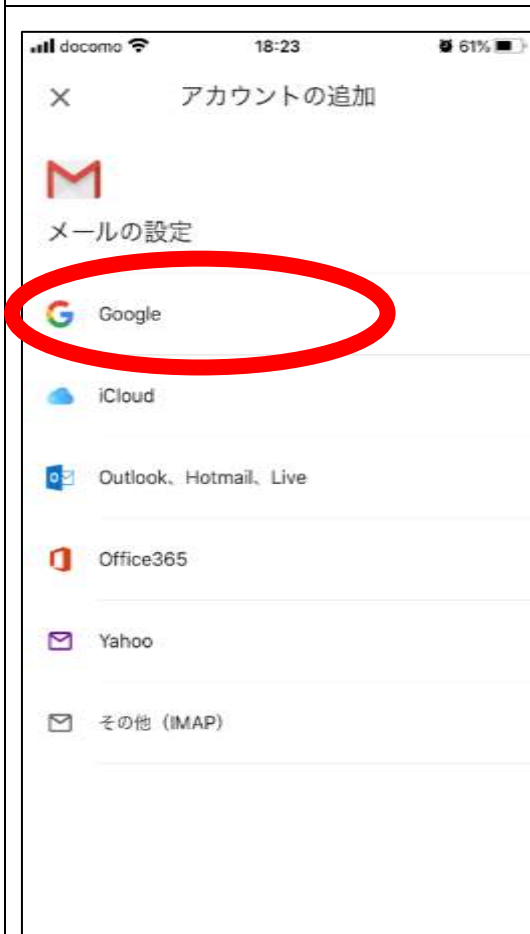 docomo 18:23 61%
アカウントの追加
メールの設定
Google
iCloud
Outlook、Hotmail、Live
Office365
Yahoo
その他（IMAP）